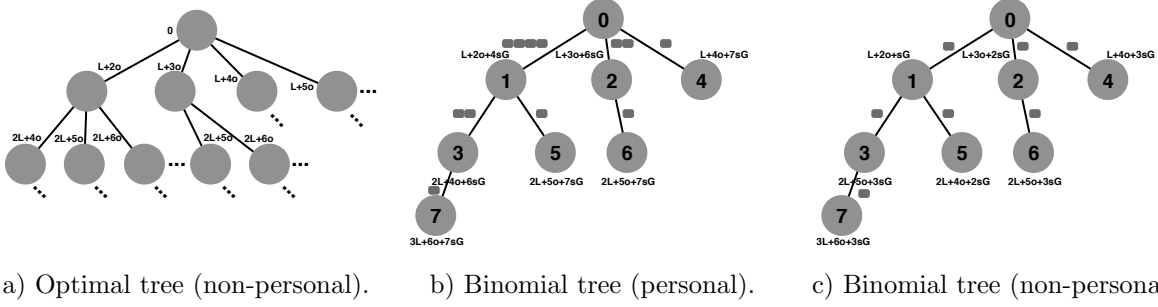 0
L+2o L+3o L+4o L+5o ...
2L+4o 2L+5o 2L+6o ... 2L+5o 2L+6o ...
a) Optimal tree (non-personal).
0
L+2o+4sG L+3o+6sG L+4o+7sG
1 2 4
3 5 6
2L+4o+6sG 2L+5o+7sG 2L+5o+7sG
7
3L+6o+7sG
b) Binomial tree (personal).
0
L+2o+sG L+3o+2sG L+4o+3sG
1 2 4
3 5 6
2L+5o+3sG 2L+4o+2sG 2L+5o+3sG
7
3L+6o+3sG
c) Binomial tree (non-persona